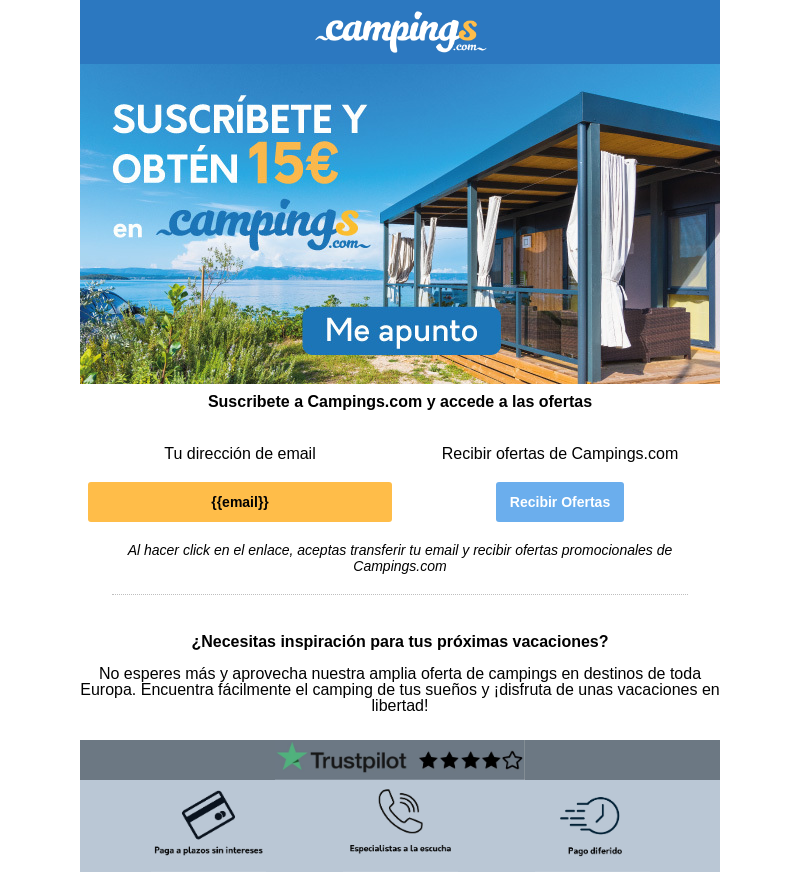 campings
.com
SUSCRÍBETE Y
OBTÉN 15€
en campings
.com
Me apunto
Suscribete a Campings.com y accede a las ofertas
Tu dirección de email
Recibir ofertas de Campings.com
{{email}}
Recibir Ofertas
Al hacer click en el enlace, aceptas transferir tu email y recibir ofertas promocionales de
Campings.com
¿Necesitas inspiración para tus próximas vacaciones?
No esperes más y aprovecha nuestra amplia oferta de campings en destinos de toda
Europa. Encuentra fácilmente el camping de tus sueños y ¡disfruta de unas vacaciones en
libertad!
Trustpilot
Paga a plazos sin intereses
Especialistas a la escucha
Pago diferido